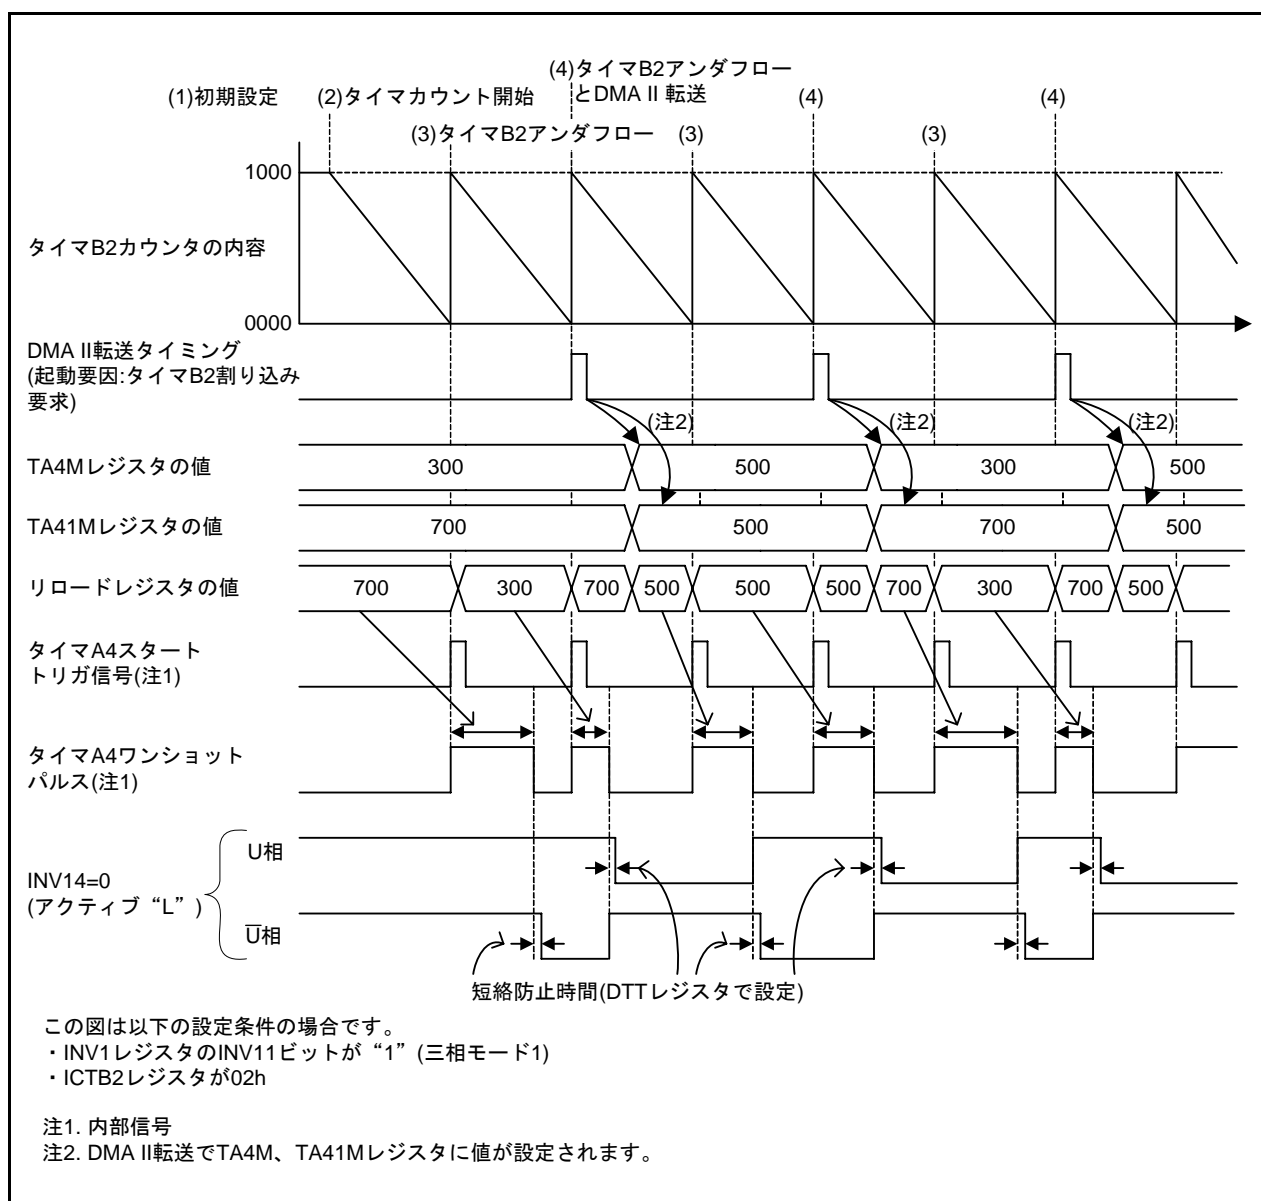 (4)タイマB2アンダフロー
(1)初期設定 (2)タイマカウント開始 とDMA II 転送 (4) (4)
(3)タイマB2アンダフロー (3) (3)
1000
タイマB2カウンタの内容
0000
DMA II転送タイミング
(起動要因:タイマB2割り込み
要求)
(注2) (注2) (注2)
TA4Mレジスタの値 300 500 300 500
TA41Mレジスタの値 700 500 700 500
リロードレジスタの値 700 300 700 500 500 500 700 300 700 500
タイマA4スタート
トリガ信号(注1)
タイマA4ワンショット
パルス(注1)
U相
INV14=0
(アクティブ“L”)
U̅相
短絡防止時間(DTTレジスタで設定)
この図は以下の設定条件の場合です。
・INV1レジスタのINV11ビットが“1”(三相モード1)
・ICTB2レジスタが02h
注1. 内部信号
注2. DMA II転送でTA4M、TA41Mレジスタに値が設定されます。